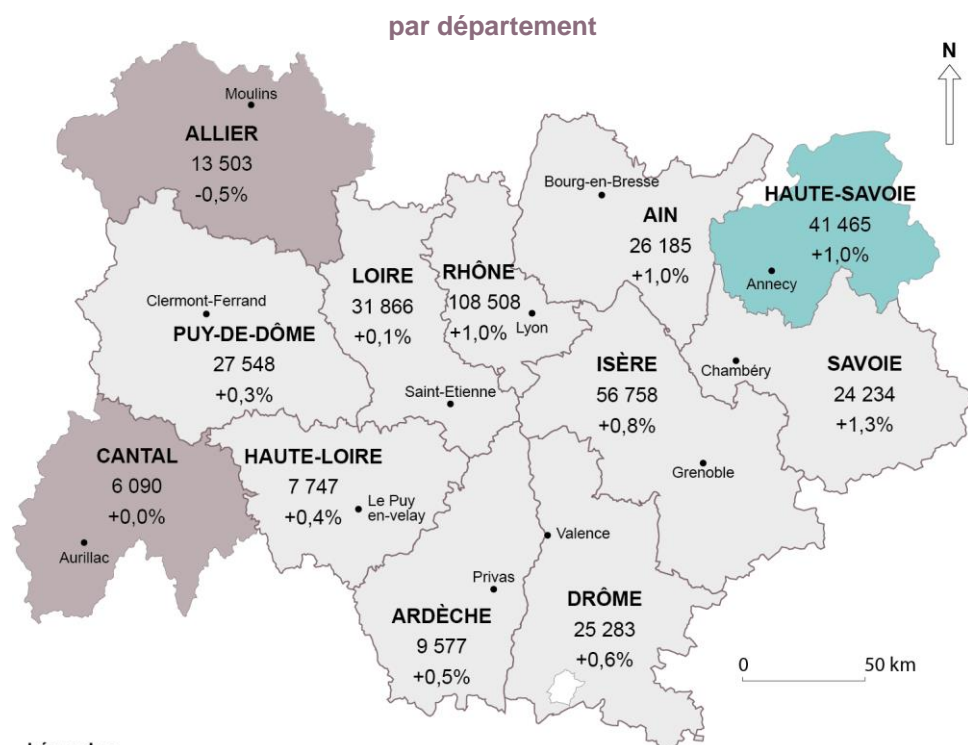 par département
N
Moulins
ALLIER
13 503
-0,5%
Bourg-en-Bresse
AIN
26 185
+1,0%
HAUTE-SAVOIE
41 465
+1,0%
Annecy
LOIRE
31 866
+0,1%
RHÔNE
108 508
+1,0%
Lyon
Clermont-Ferrand
PUY-DE-DÔME
27 548
+0,3%
Saint-Etienne
ISÈRE
56 758
+0,8%
Grenoble
Chambéry
SAVOIE
24 234
+1,3%
CANTAL
6 090
+0,0%
Aurillac
HAUTE-LOIRE
7 747
+0,4%
Le Puy
en-velay
Valence
Privas
ARDÈCHE
9 577
+0,5%
DRÔME
25 283
+0,6%
0 50 km